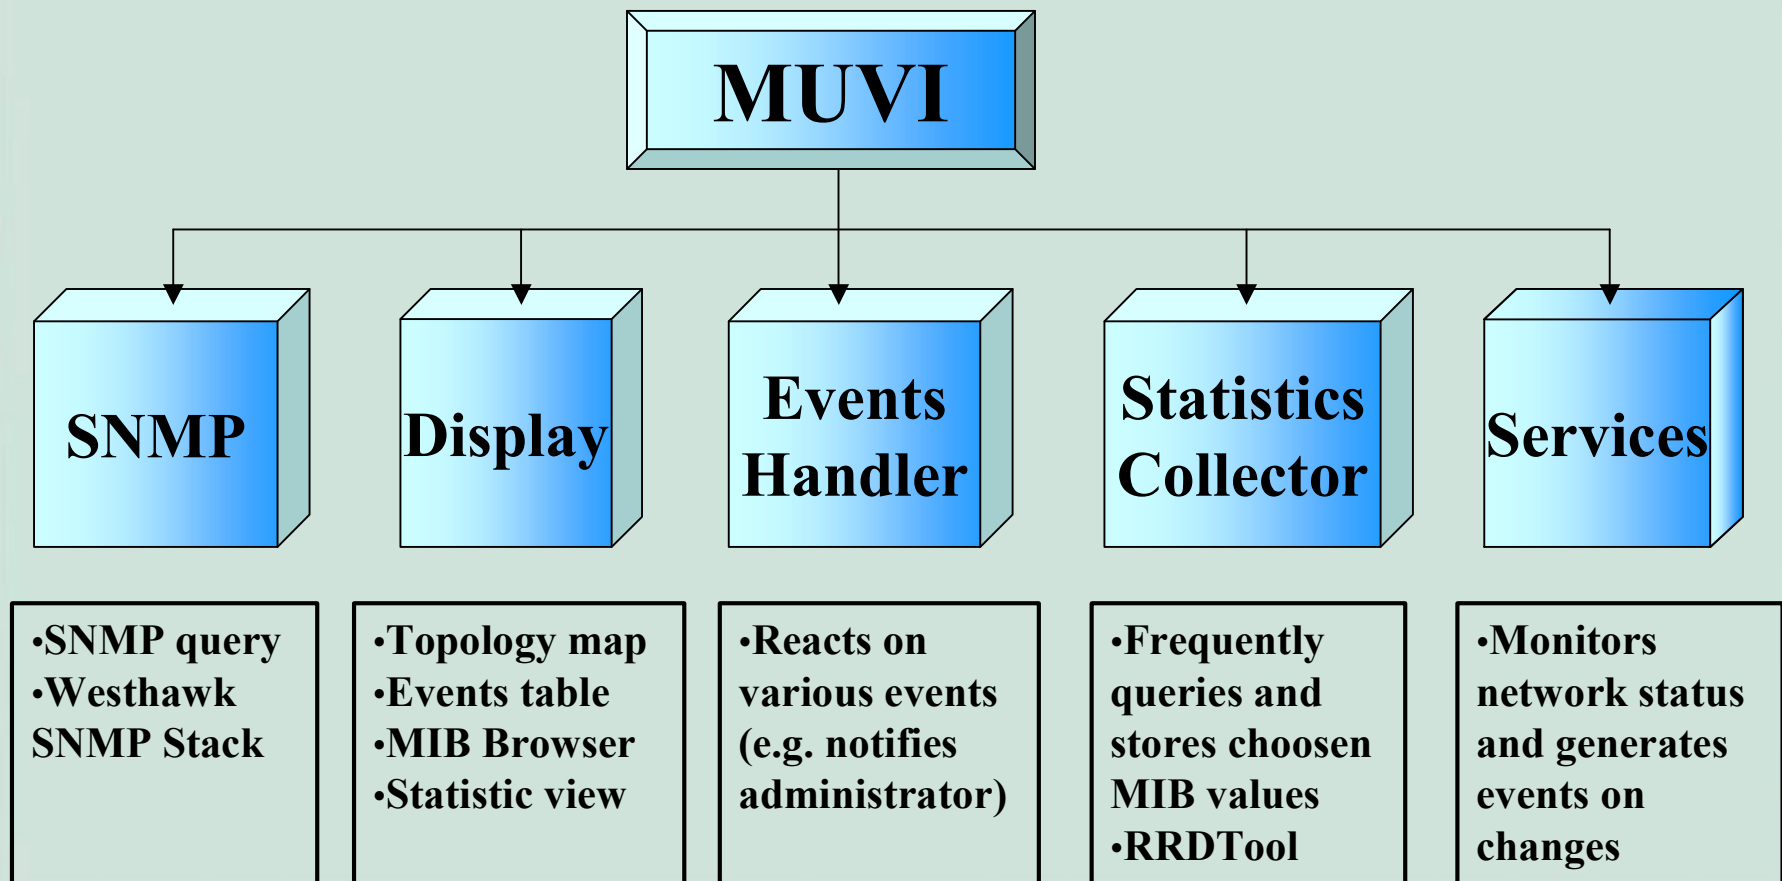 MUVI
SNMP
Display
Events
Handler
Statistics
Collector
Services
•SNMP query
•Westhawk
SNMP Stack
•Topology map
•Events table
•MIB Browser
•Statistic view
•Reacts on
various events
(e.g. notifies
administrator)
•Frequently
queries and
stores choosen
MIB values
•RRDTool
•Monitors
network status
and generates
events on
changes